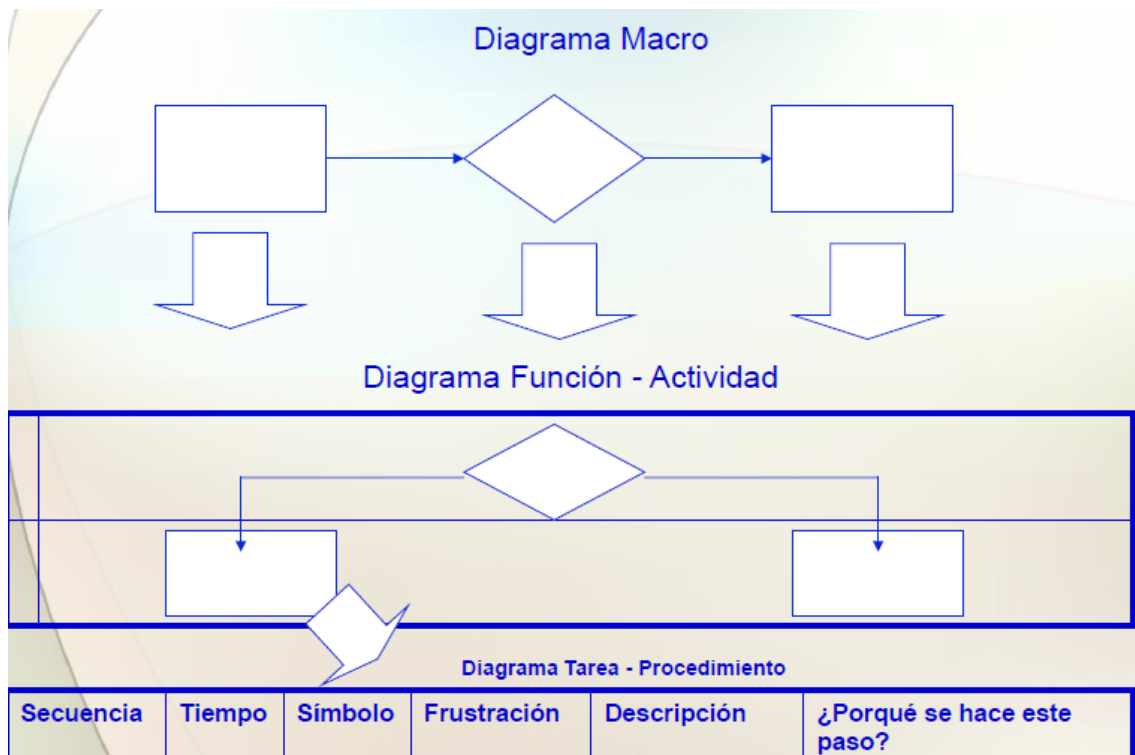 Diagrama Macro
Diagrama Función - Actividad
Diagrama Tarea - Procedimiento
Secuencia
Tiempo
Símbolo
Frustración
Descripción
¿Porqué se hace este
paso?